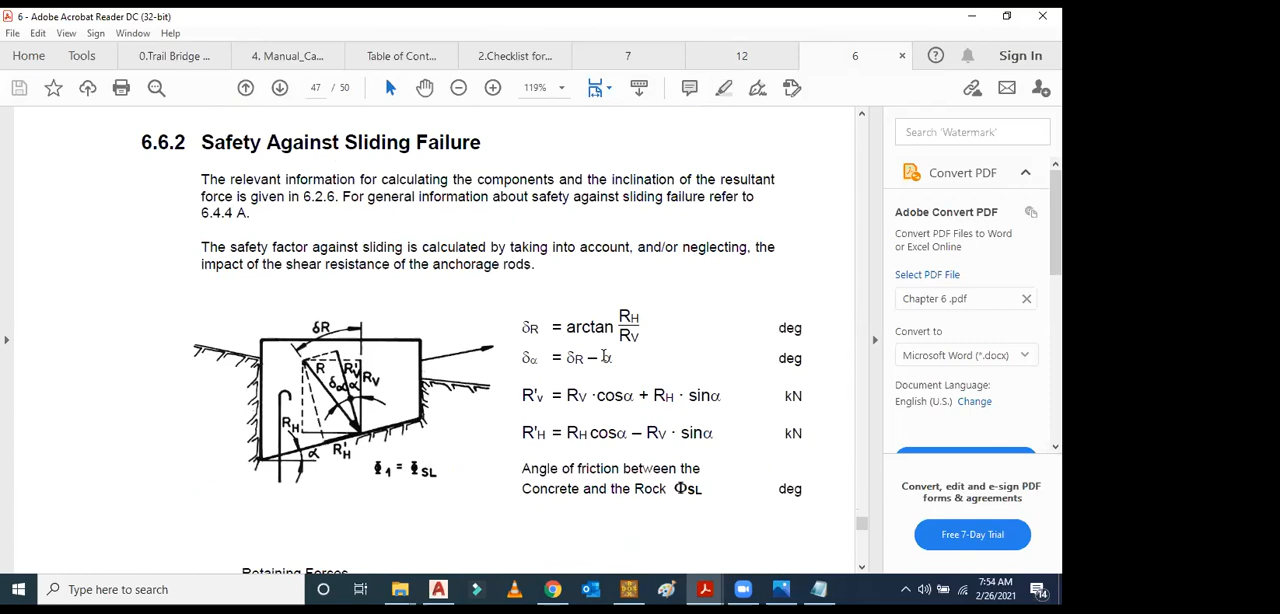 6 - Adobe Acrobat Reader DC (32-bit)
File Edit View Sign Window Help
Home Tools 0.Trail Bridge ... 4. Manual_Ca... Table of Cont... 2.Checklist for... 7 12 6 Sign In
47 / 50 119%
6.6.2 Safety Against Sliding Failure
The relevant information for calculating the components and the inclination of the resultant
force is given in 6.2.6. For general information about safety against sliding failure refer to
6.4.4 A.
The safety factor against sliding is calculated by taking into account, and/or neglecting, the
impact of the shear resistance of the anchorage rods.
δR
R R'v Rv
δα α
RH
α R'H
Φ1 = ΦSL
δR = arctan RH/RV deg
δα = δR − α deg
R'v = Rv ·cosα + RH · sinα kN
R'H = RH cosα − Rv · sinα kN
Angle of friction between the
Concrete and the Rock ΦSL deg
Retaining Forces
Search 'Watermark'
Convert PDF
Adobe Convert PDF
Convert PDF Files to Word
or Excel Online
Select PDF File
Chapter 6 .pdf
Convert to
Microsoft Word (*.docx)
Document Language:
English (U.S.) Change
Convert, edit and e-sign PDF
forms & agreements
Free 7-Day Trial
Type here to search
7:54 AM
2/26/2021
14